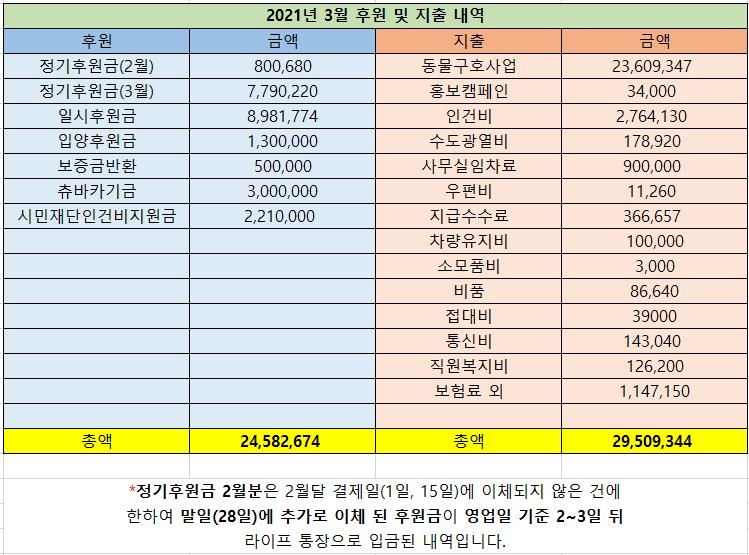 2021년 3월 후원 및 지출 내역
후원 금액 지출 금액
정기후원금(2월) 800,680 동물구호사업 23,609,347
정기후원금(3월) 7,790,220 홍보캠페인 34,000
일시후원금 8,981,774 인건비 2,764,130
입양후원금 1,300,000 수도광열비 178,920
보증금반환 500,000 사무실임차료 900,000
츄바카기금 3,000,000 우편비 11,260
시민재단인건비지원금 2,210,000 지급수수료 366,657
차량유지비 100,000
소모품비 3,000
비품 86,640
접대비 39000
통신비 143,040
직원복지비 126,200
보험료 외 1,147,150
총액 24,582,674 총액 29,509,344
*정기후원금 2월분은 2월달 결제일(1일, 15일)에 이체되지 않은 건에
한하여 말일(28일)에 추가로 이체 된 후원금이 영업일 기준 2~3일 뒤
라이프 통장으로 입금된 내역입니다.